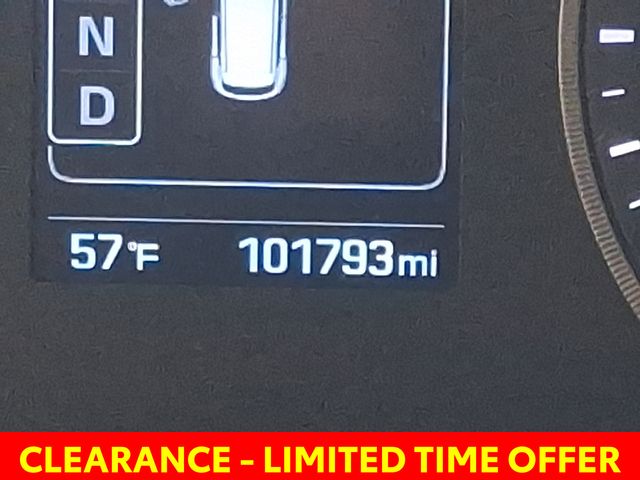 N
D
57°F 101793mi
CLEARANCE - LIMITED TIME OFFER